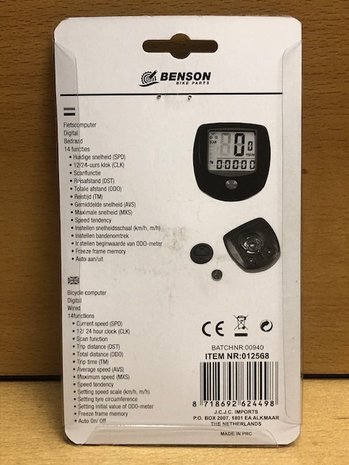 BENSON
BIKE PARTS
Fietscomputer
Digital
Bedraad
14 functies
• Huidige snelheid (SPD)
• 12/24-uurs klok (CLK)
• Scanfunctie
• Reisafstand (DST)
• Totale afstand (ODO)
• Reistijd (TM)
• Gemiddelde snelheid (AVS)
• Maximale snelheid (MXS)
• Speed tendency
• Instellen snelheidsschaal (km/h, m/h)
• Instellen bandenomtrek
• Instellen beginwaarde van ODO-meter
• Freeze frame memory
• Auto aan/uit
Bicycle computer
Digital
Wired
14functions
• Current speed (SPD)
• 12/ 24 hour clock (CLK)
• Scan function
• Trip distance (DST)
• Total distance (ODO)
• Trip time (TM)
• Average speed (AVS)
• Maximum speed (MXS)
• Speed tendency
• Setting speed scale (km/h, m/h)
• Setting tyre circumference
• Setting initial value of ODO-meter
• Freeze frame memory
• Auto On/ Off
CE
BATCHNR:00940
ITEM NR:012568
8 718692 624498
J.C.J.C. IMPORTS
P.O. BOX 2007, 1801 EA ALKMAAR
THE NETHERLANDS
MADE IN PRC